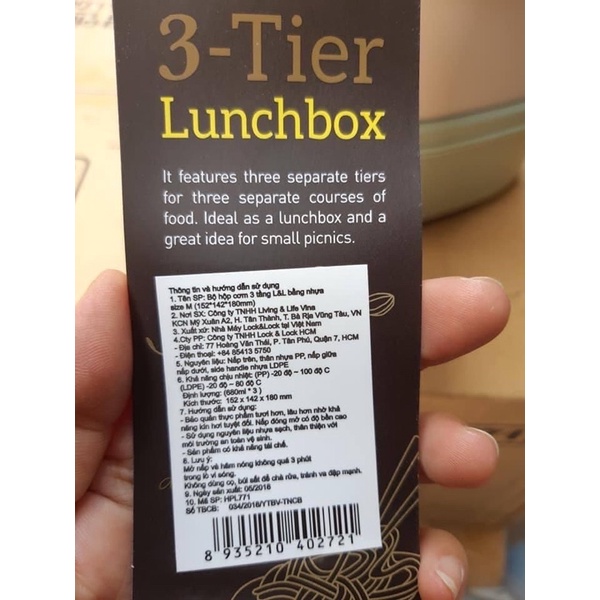 3-Tier
Lunchbox
It features three separate tiers
for three separate courses of
food. Ideal as a lunchbox and a
great idea for small picnics.
Thông tin và hướng dẫn sử dụng
1. Tên SP: Bộ hộp cơm 3 tầng L&L bằng nhựa
size M (152*142*180mm)
2. Nơi SX: Công ty TNHH Living & Life Vina
KCN Mỹ Xuân A2, H. Tân Thành, T. Bà Rịa Vũng Tàu, VN
3. Xuất xứ: Nhà Máy Lock&Lock tại Việt Nam
4.Cty PP: Công ty TNHH Lock & Lock HCM
- Địa chỉ: 77 Hoàng Văn Thái, P. Tân Phú, Quận 7, HCM
- Điện thoại: +84 85413 5750
5. Nguyên liệu: Nắp trên, thân nhựa PP, nắp giữa
nắp dưới, side handle nhựa LDPE
6. Khả năng chịu nhiệt: (PP) -20 độ ~ 100 độ C
(LDPE) -20 độ ~ 80 độ C
Định lượng: (680ml * 3 )
Kích thước: 152 x 142 x 180 mm
7. Hướng dẫn sử dụng:
- Bảo quản thực phẩm tươi hơn, lâu hơn nhờ khả
năng kín hơi tuyệt đối. Nắp đóng mở có độ bền cao
- Sử dụng nguyên liệu nhựa sạch, thân thiện với
môi trường an toàn vệ sinh.
- Sản phẩm có khả năng tái chế.
8. Lưu ý:
Mở nắp và hâm nóng không quá 3 phút
trong lò vi sóng.
Không dùng cọ, bùi sắt để chà rửa, tránh va đập mạnh.
9. Ngày sản xuất: 05/2016
10. Mã SP: HPL771
Số TBCB: 034/2016/YTBV-TNCB
8 935210 402721